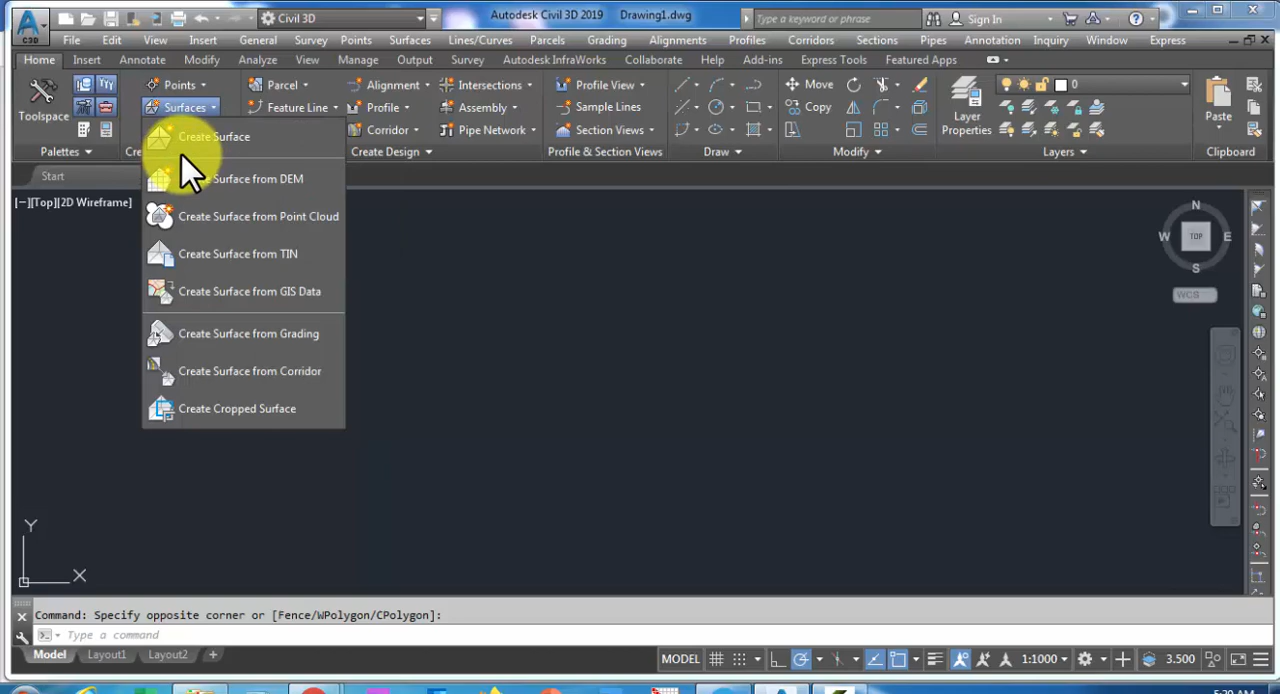 Civil 3D
Autodesk Civil 3D 2019 Drawing1.dwg
Type a keyword or phrase
Sign In
C3D
File Edit View Insert General Survey Points Surfaces Lines/Curves Parcels Grading Alignments Profiles Corridors Sections Pipes Annotation Inquiry Window Express
Home Insert Annotate Modify Analyze View Manage Output Survey Autodesk InfraWorks Collaborate Help Add-ins Express Tools Featured Apps
Points Parcel Alignment Intersections Profile View Move
Toolspace Surfaces Feature Line Profile Assembly Sample Lines Copy Layer Properties 0 Paste
Corridor Pipe Network Section Views
Palettes Create Design Profile & Section Views Draw Modify Layers Clipboard
Create Surface
Start
Surface from DEM
[−][Top][2D Wireframe]
Create Surface from Point Cloud
Create Surface from TIN
Create Surface from GIS Data
Create Surface from Grading
Create Surface from Corridor
Create Cropped Surface
N
W TOP E
S
WCS
Y
X
Command: Specify opposite corner or [Fence/WPolygon/CPolygon]:
Type a command
Model Layout1 Layout2 +
MODEL 1:1000 3.500
5:20 AM